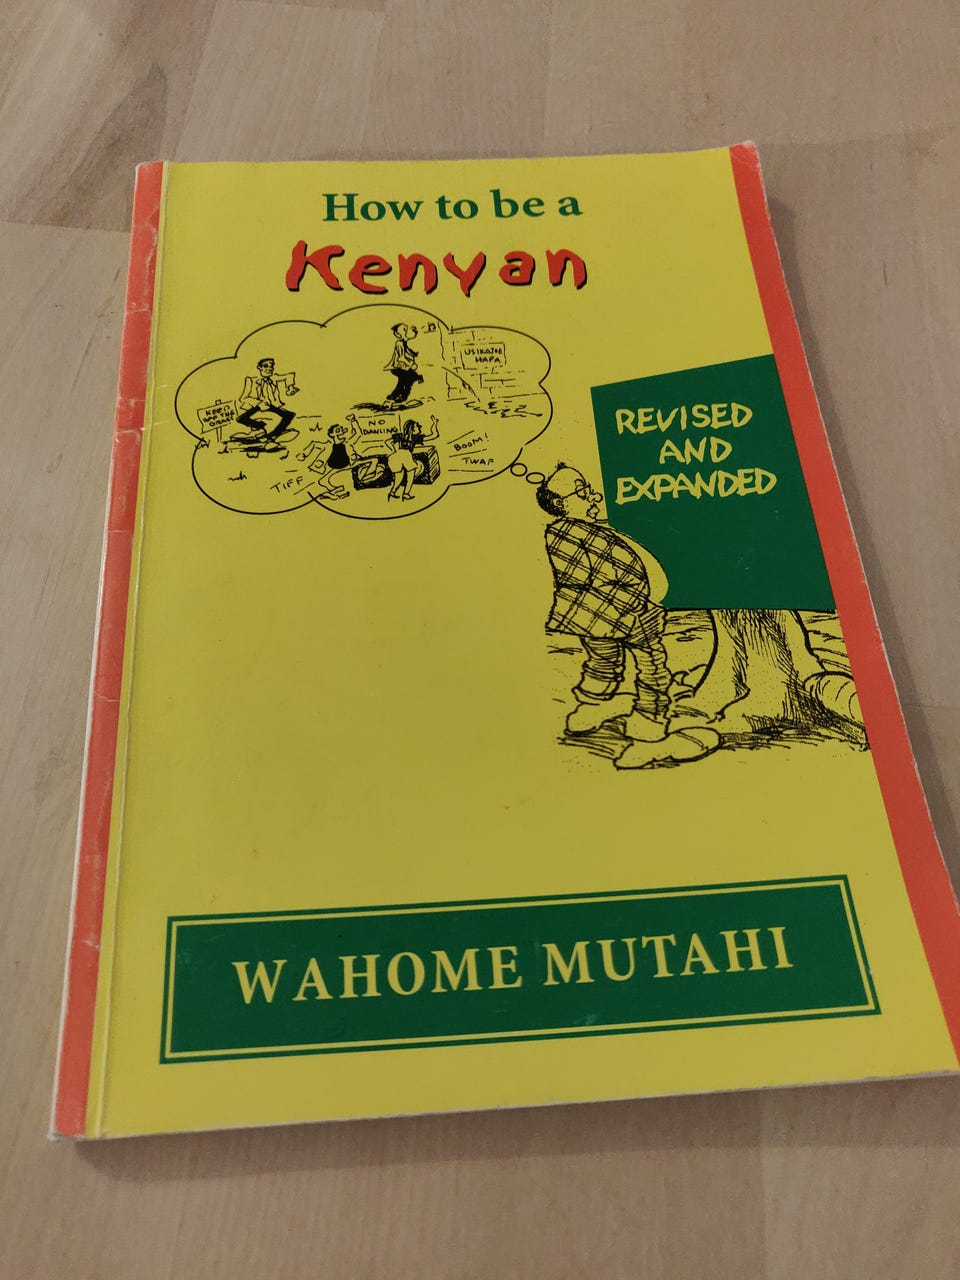 How to be a
Kenyan
USIKOJOE
HAPA
KEEP
OFF THE
GRASS
NO
DANCING
BOOM!
TWAF
TIFF
REVISED
AND
EXPANDED
WAHOME MUTAHI